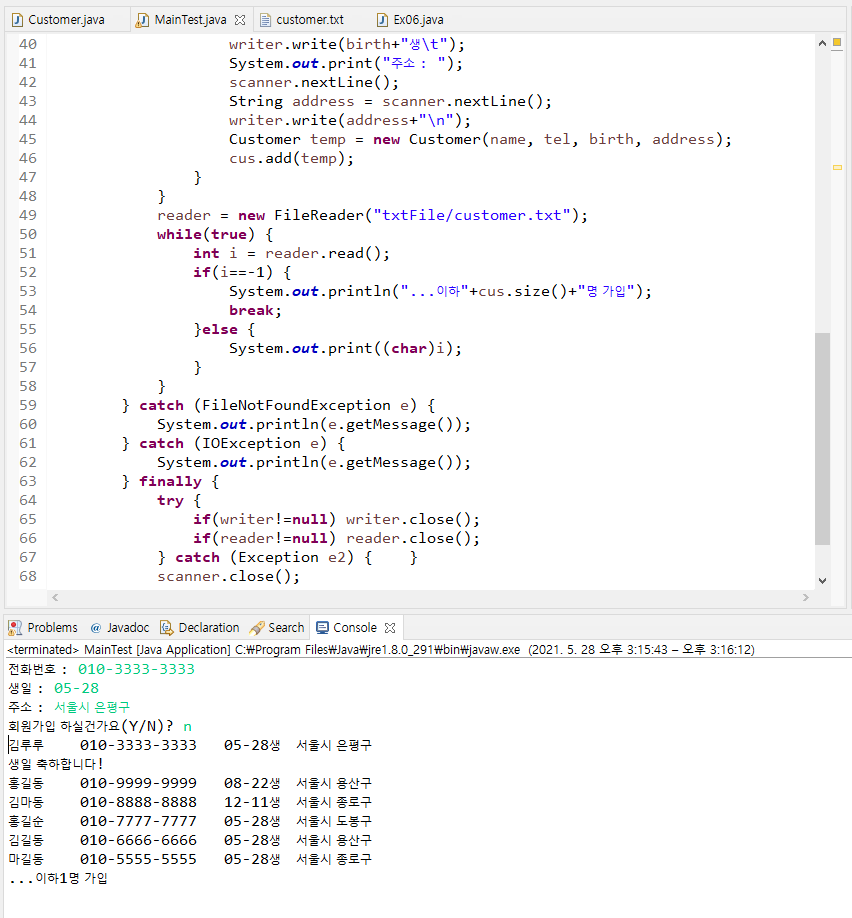 Customer.java MainTest.java customer.txt Ex06.java
40 writer.write(birth+"생\t");
41 System.out.print("주소 : ");
42 scanner.nextLine();
43 String address = scanner.nextLine();
44 writer.write(address+"\n");
45 Customer temp = new Customer(name, tel, birth, address);
46 cus.add(temp);
47 }
48 }
49 reader = new FileReader("txtFile/customer.txt");
50 while(true) {
51 int i = reader.read();
52 if(i==-1) {
53 System.out.println("...이하"+cus.size()+"명 가입");
54 break;
55 }else {
56 System.out.print((char)i);
57 }
58 }
59 } catch (FileNotFoundException e) {
60 System.out.println(e.getMessage());
61 } catch (IOException e) {
62 System.out.println(e.getMessage());
63 } finally {
64 try {
65 if(writer!=null) writer.close();
66 if(reader!=null) reader.close();
67 } catch (Exception e2) { }
68 scanner.close();
Problems @ Javadoc Declaration Search Console
<terminated> MainTest [Java Application] C:₩Program Files₩Java₩jre1.8.0_291₩bin₩javaw.exe (2021. 5. 28 오후 3:15:43 – 오후 3:16:12)
전화번호 : 010-3333-3333
생일 : 05-28
주소 : 서울시 은평구
회원가입 하실건가요(Y/N)? n
김루루 010-3333-3333 05-28생 서울시 은평구
생일 축하합니다!
홍길동 010-9999-9999 08-22생 서울시 용산구
김마동 010-8888-8888 12-11생 서울시 종로구
홍길순 010-7777-7777 05-28생 서울시 도봉구
김길동 010-6666-6666 05-28생 서울시 용산구
마길동 010-5555-5555 05-28생 서울시 종로구
...이하1명 가입